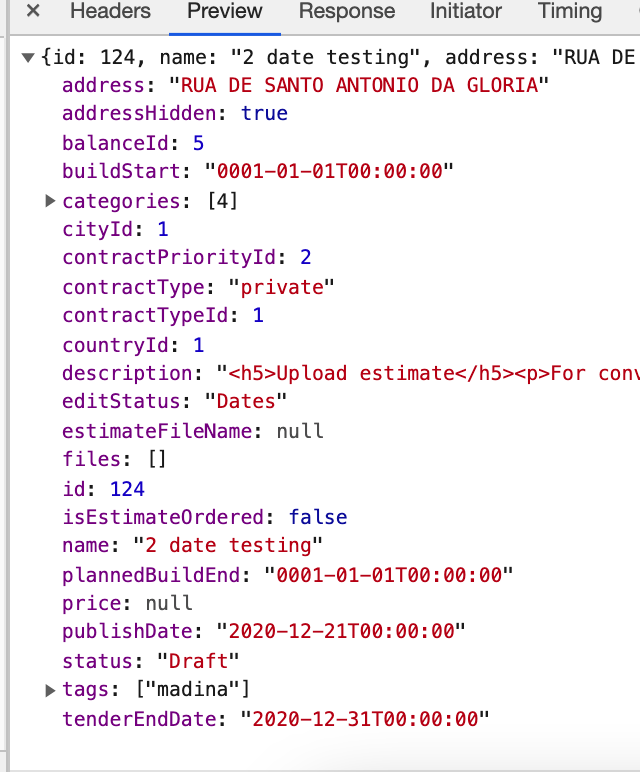 × Headers Preview Response Initiator Timing
▼{id: 124, name: "2 date testing", address: "RUA DE
address: "RUA DE SANTO ANTONIO DA GLORIA"
addressHidden: true
balanceId: 5
buildStart: "0001-01-01T00:00:00"
▶categories: [4]
cityId: 1
contractPriorityId: 2
contractType: "private"
contractTypeId: 1
countryId: 1
description: "<h5>Upload estimate</h5><p>For conv
editStatus: "Dates"
estimateFileName: null
files: []
id: 124
isEstimateOrdered: false
name: "2 date testing"
plannedBuildEnd: "0001-01-01T00:00:00"
price: null
publishDate: "2020-12-21T00:00:00"
status: "Draft"
▶tags: ["madina"]
tenderEndDate: "2020-12-31T00:00:00"